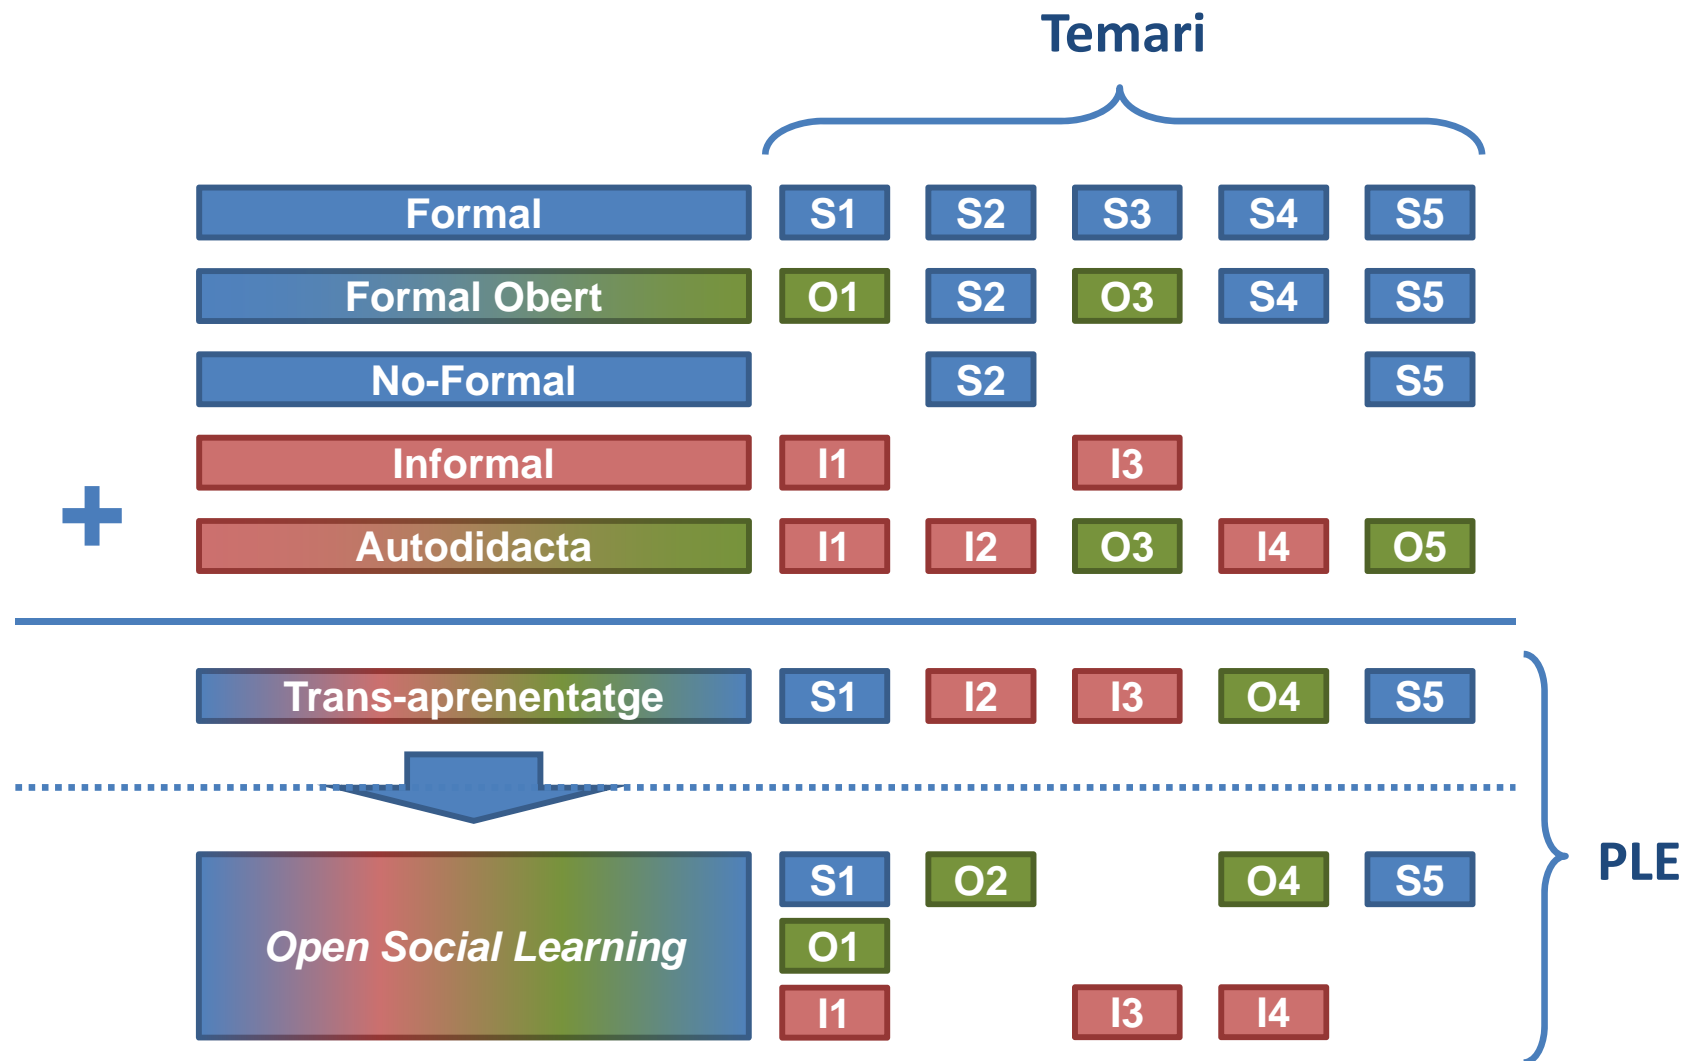 Temari
Formal S1 S2 S3 S4 S5
Formal Obert O1 S2 O3 S4 S5
No-Formal S2 S5
Informal I1 I3
+
Autodidacta I1 I2 O3 I4 O5
Trans-aprenentatge S1 I2 I3 O4 S5
S1 O2 O4 S5
PLE
Open Social Learning O1
I1 I3 I4